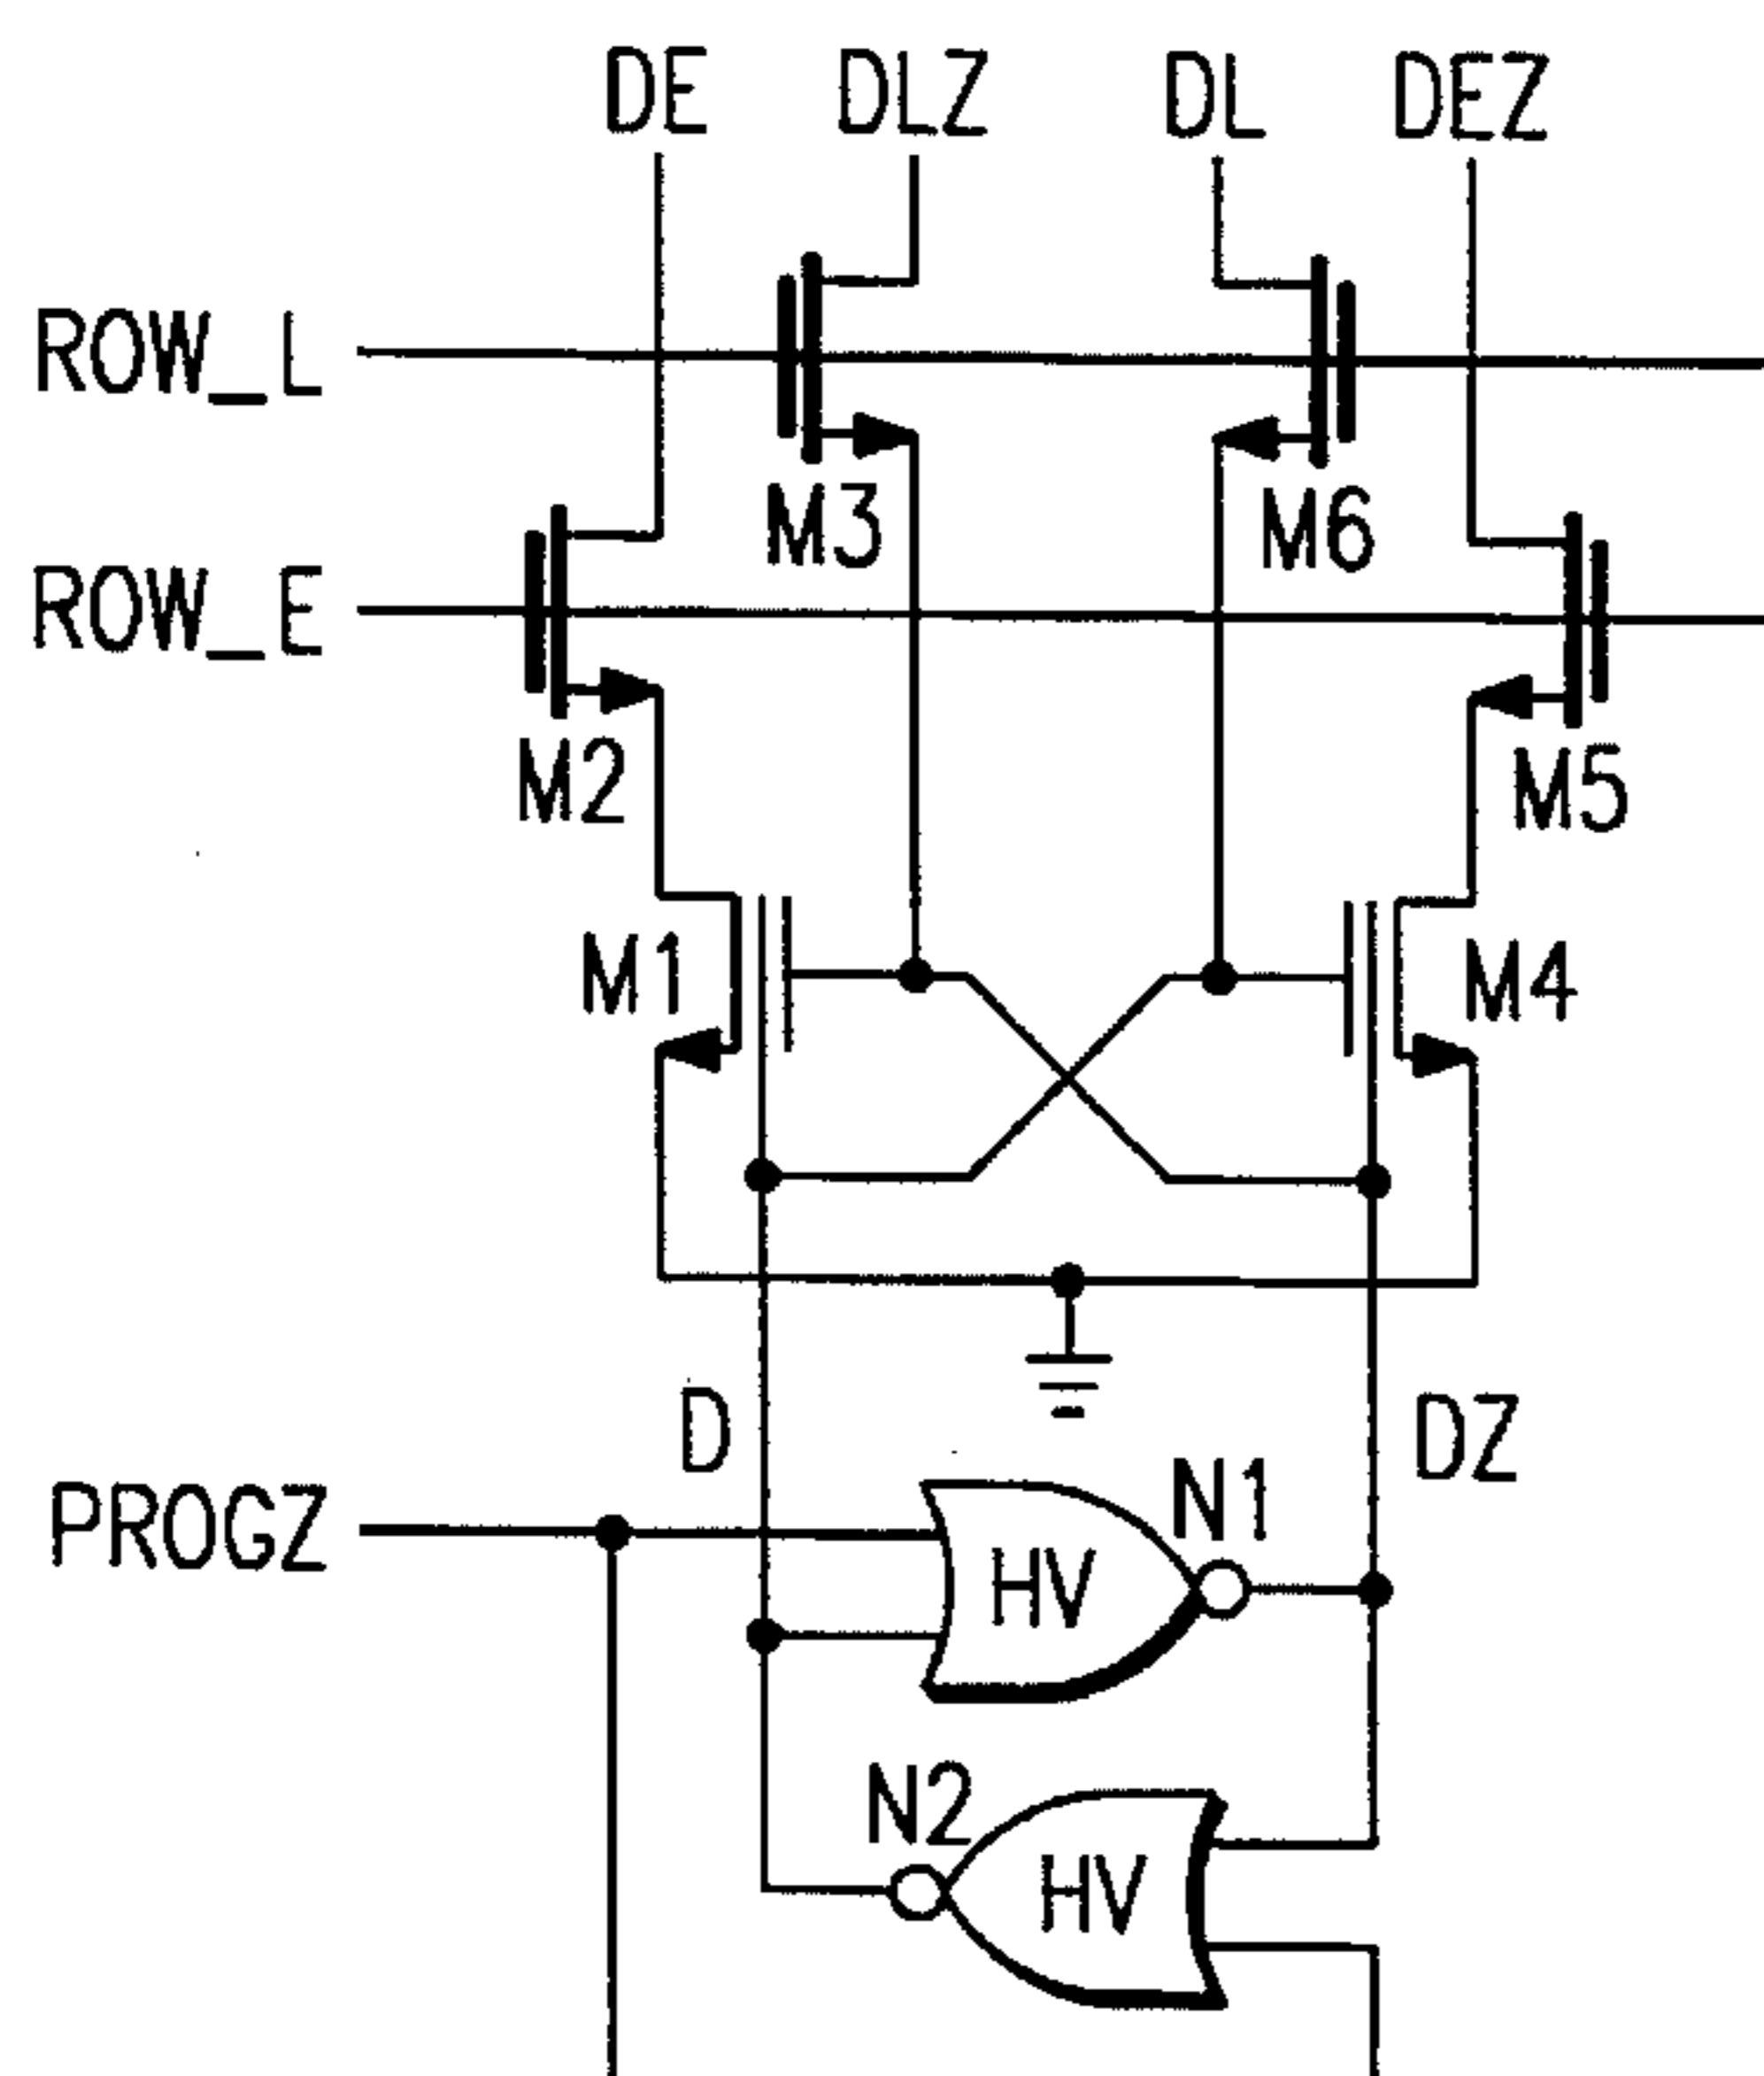 DE DLZ DL DEZ
ROW_L
M3 M6
ROW_E
M2 M5
M1 M4
D DZ
PROGZ N1
HV
N2
HV